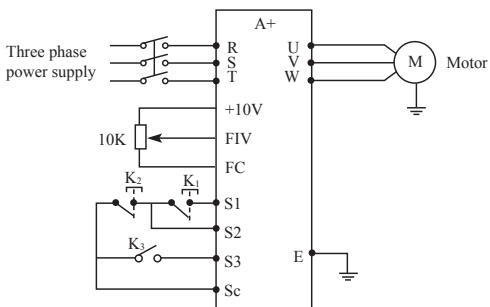 A+
Three phase
power supply
R
S
T
U
V
W
M
Motor
+10V
10K
FIV
FC
K₂
K₁
S1
S2
K₃
S3
E
Sc